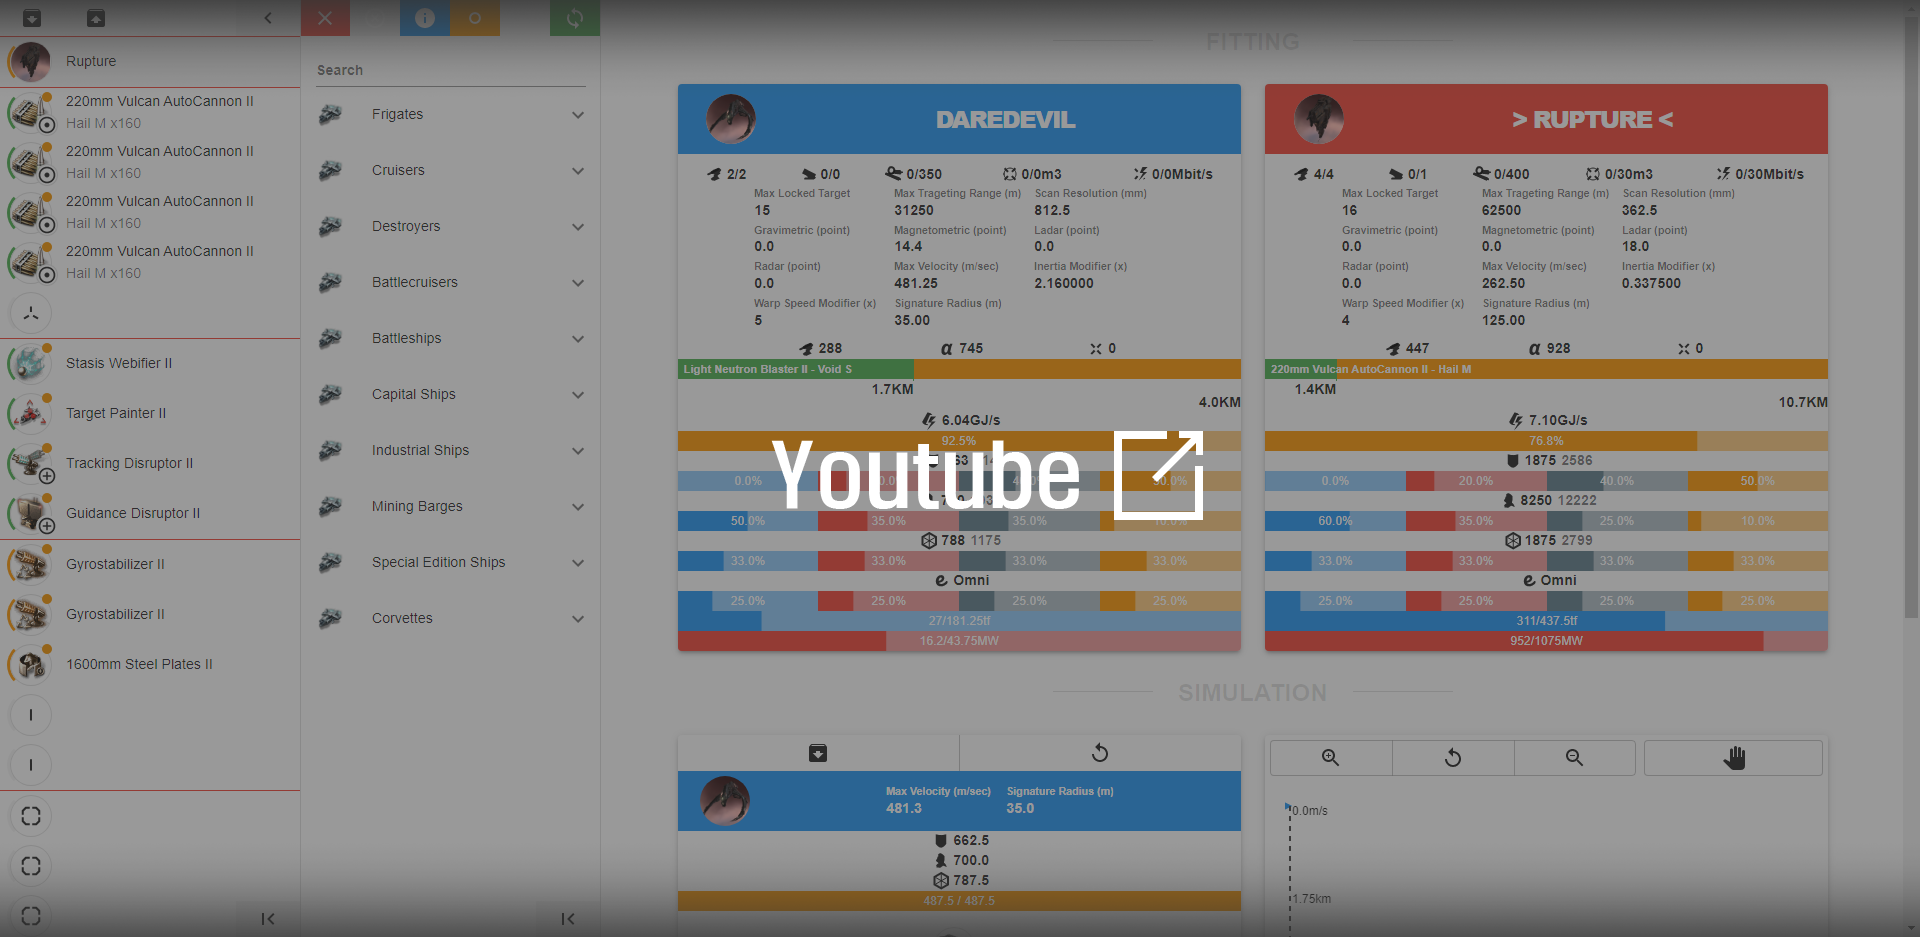 Rupture
220mm Vulcan AutoCannon II
Hail M x160
220mm Vulcan AutoCannon II
Hail M x160
220mm Vulcan AutoCannon II
Hail M x160
220mm Vulcan AutoCannon II
Hail M x160
Stasis Webifier II
Target Painter II
Tracking Disruptor II
Guidance Disruptor II
Gyrostabilizer II
Gyrostabilizer II
1600mm Steel Plates II
Search
Frigates
Cruisers
Destroyers
Battlecruisers
Battleships
Capital Ships
Industrial Ships
Mining Barges
Special Edition Ships
Corvettes
FITTING
DAREDEVIL
2/2 0/0 0/350 0/0m3 0/0Mbit/s
Max Locked Target Max Trageting Range (m) Scan Resolution (mm)
15 31250 812.5
Gravimetric (point) Magnetometric (point) Ladar (point)
0.0 14.4 0.0
Radar (point) Max Velocity (m/sec) Inertia Modifier (x)
0.0 481.25 2.160000
Warp Speed Modifier (x) Signature Radius (m)
5 35.00
288 α 745 0
Light Neutron Blaster II - Void S
1.7KM
4.0KM
6.04GJ/s
92.5%
0.0%
50.0% 35.0% 35.0% 10.0%
788 1175
33.0% 33.0% 33.0% 33.0%
Omni
25.0% 25.0% 25.0% 25.0%
27/181.25tf
16.2/43.75MW
> RUPTURE <
4/4 0/1 0/400 0/30m3 0/30Mbit/s
Max Locked Target Max Trageting Range (m) Scan Resolution (mm)
16 62500 362.5
Gravimetric (point) Magnetometric (point) Ladar (point)
0.0 0.0 18.0
Radar (point) Max Velocity (m/sec) Inertia Modifier (x)
0.0 262.50 0.337500
Warp Speed Modifier (x) Signature Radius (m)
4 125.00
447 α 928 0
220mm Vulcan AutoCannon II - Hail M
1.4KM
10.7KM
7.10GJ/s
76.8%
1875 2586
0.0% 20.0% 40.0% 50.0%
8250 12222
60.0% 35.0% 25.0% 10.0%
1875 2799
33.0% 33.0% 33.0% 33.0%
Omni
25.0% 25.0% 25.0% 25.0%
311/437.5tf
952/1075MW
Youtube
SIMULATION
Max Velocity (m/sec) Signature Radius (m)
481.3 35.0
662.5
700.0
787.5
487.5 / 487.5
0.0m/s
1.75km